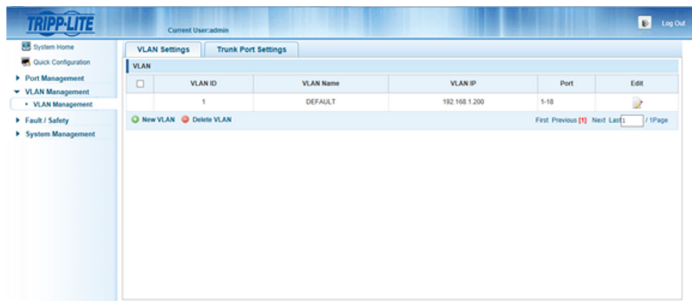 TRIPP·LITE
Current User:admin
Log Out
System Home
Quick Configuration
Port Management
VLAN Management
VLAN Management
Fault / Safety
System Management
VLAN Settings
Trunk Port Settings
VLAN
VLAN ID VLAN Name VLAN IP Port Edit
1 DEFAULT 192.168.1.200 1-18
New VLAN Delete VLAN
First Previous [1] Next Last 1 / 1Page